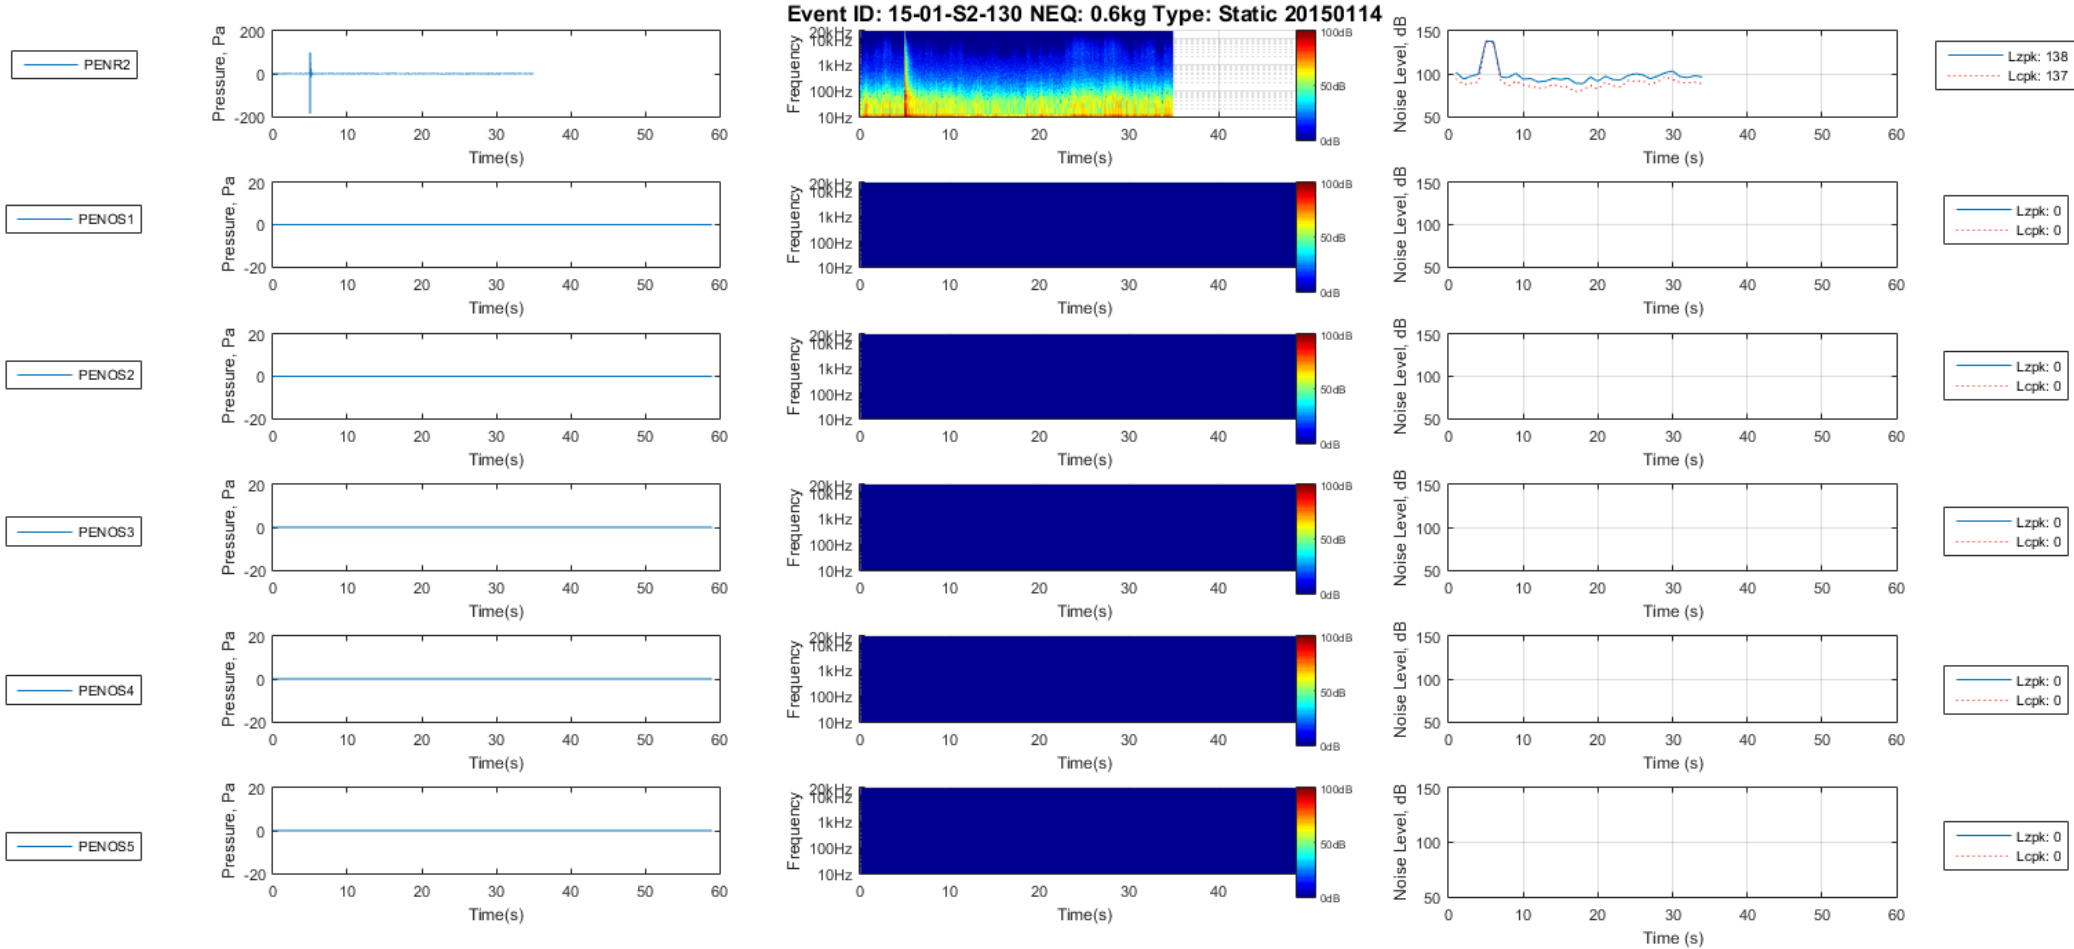 Event ID: 15-01-S2-130 NEQ: 0.6kg Type: Static 20150114
PENR2
Pressure, Pa
200
0
-200
0 10 20 30 40 50 60
Time(s)
Frequency
20kHz
10kHz
1kHz
100Hz
10Hz
0 10 20 30 40
Time(s)
100dB
50dB
0dB
Noise Level, dB
150
100
50
0 10 20 30 40 50 60
Time (s)
Lzpk: 138
Lcpk: 137
PENOS1
Pressure, Pa
20
0
-20
0 10 20 30 40 50 60
Time(s)
Frequency
20kHz
10kHz
1kHz
100Hz
10Hz
0 10 20 30 40
Time(s)
100dB
50dB
0dB
Noise Level, dB
150
100
50
0 10 20 30 40 50 60
Time (s)
Lzpk: 0
Lcpk: 0
PENOS2
Pressure, Pa
20
0
-20
0 10 20 30 40 50 60
Time(s)
Frequency
20kHz
10kHz
1kHz
100Hz
10Hz
0 10 20 30 40
Time(s)
100dB
50dB
0dB
Noise Level, dB
150
100
50
0 10 20 30 40 50 60
Time (s)
Lzpk: 0
Lcpk: 0
PENOS3
Pressure, Pa
20
0
-20
0 10 20 30 40 50 60
Time(s)
Frequency
20kHz
10kHz
1kHz
100Hz
10Hz
0 10 20 30 40
Time(s)
100dB
50dB
0dB
Noise Level, dB
150
100
50
0 10 20 30 40 50 60
Time (s)
Lzpk: 0
Lcpk: 0
PENOS4
Pressure, Pa
20
0
-20
0 10 20 30 40 50 60
Time(s)
Frequency
20kHz
10kHz
1kHz
100Hz
10Hz
0 10 20 30 40
Time(s)
100dB
50dB
0dB
Noise Level, dB
150
100
50
0 10 20 30 40 50 60
Time (s)
Lzpk: 0
Lcpk: 0
PENOS5
Pressure, Pa
20
0
-20
0 10 20 30 40 50 60
Time(s)
Frequency
20kHz
10kHz
1kHz
100Hz
10Hz
0 10 20 30 40
Time(s)
100dB
50dB
0dB
Noise Level, dB
150
100
50
0 10 20 30 40 50 60
Time (s)
Lzpk: 0
Lcpk: 0